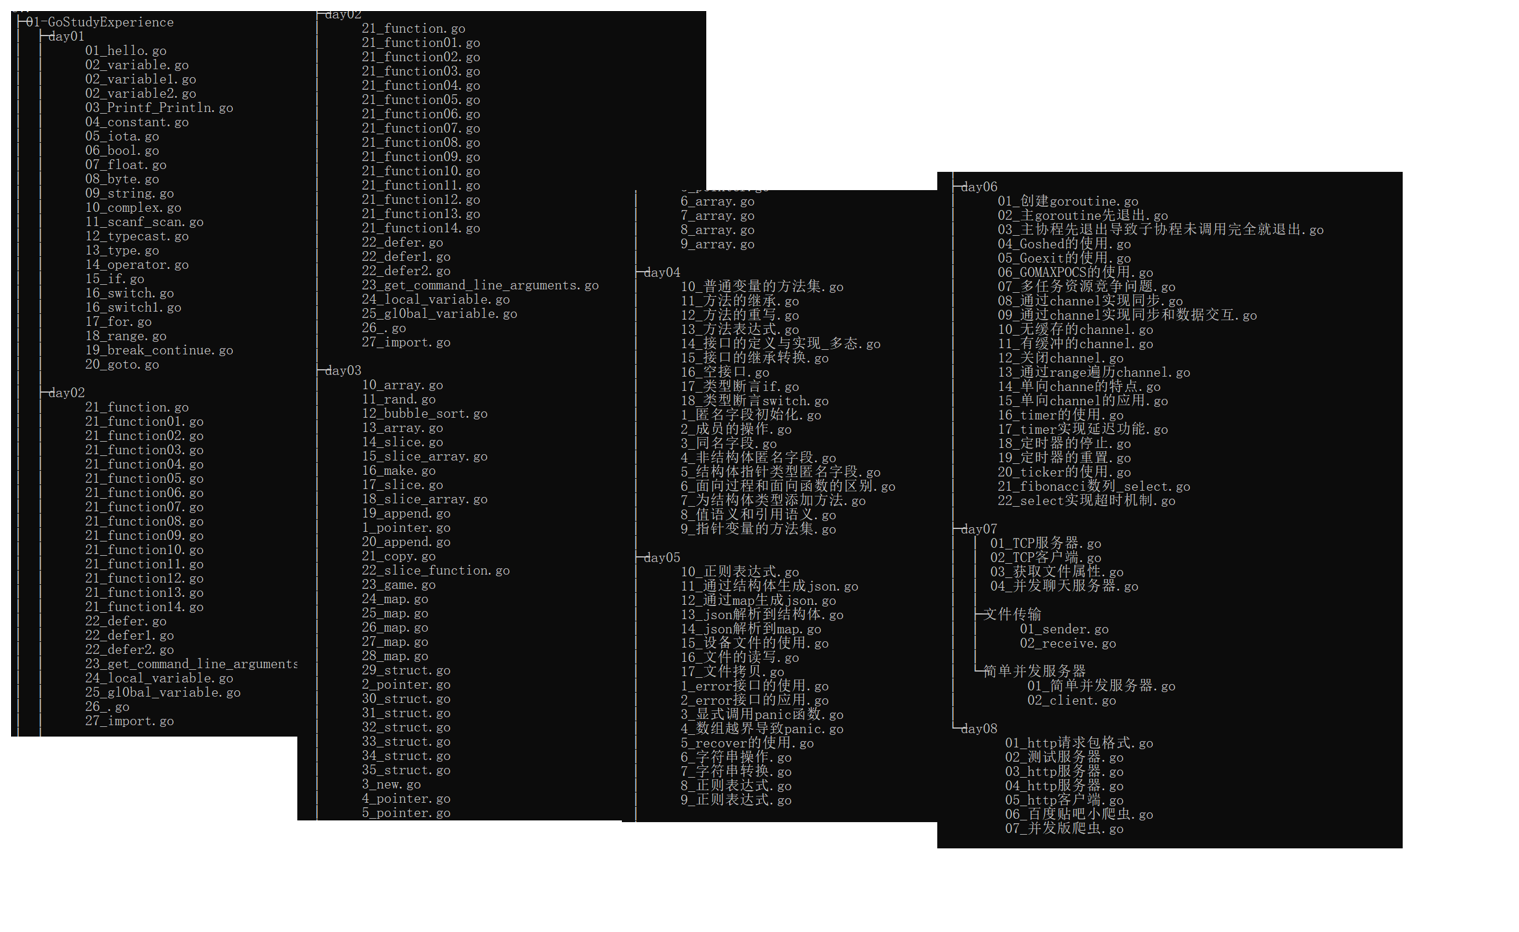 01-GoStudyExperience
day01
01_hello.go
02_variable.go
02_variable1.go
02_variable2.go
03_Printf_Println.go
04_constant.go
05_iota.go
06_bool.go
07_float.go
08_byte.go
09_string.go
10_complex.go
11_scanf_scan.go
12_typecast.go
13_type.go
14_operator.go
15_if.go
16_switch.go
16_switch1.go
17_for.go
18_range.go
19_break_continue.go
20_goto.go
day02
21_function.go
21_function01.go
21_function02.go
21_function03.go
21_function04.go
21_function05.go
21_function06.go
21_function07.go
21_function08.go
21_function09.go
21_function10.go
21_function11.go
21_function12.go
21_function13.go
21_function14.go
22_defer.go
22_defer1.go
22_defer2.go
23_get_command_line_arguments
24_local_variable.go
25_gl0bal_variable.go
26_.go
27_import.go
day02
21_function.go
21_function01.go
21_function02.go
21_function03.go
21_function04.go
21_function05.go
21_function06.go
21_function07.go
21_function08.go
21_function09.go
21_function10.go
21_function11.go
21_function12.go
21_function13.go
21_function14.go
22_defer.go
22_defer1.go
22_defer2.go
23_get_command_line_arguments.go
24_local_variable.go
25_gl0bal_variable.go
26_.go
27_import.go
day03
10_array.go
11_rand.go
12_bubble_sort.go
13_array.go
14_slice.go
15_slice_array.go
16_make.go
17_slice.go
18_slice_array.go
19_append.go
1_pointer.go
20_append.go
21_copy.go
22_slice_function.go
23_game.go
24_map.go
25_map.go
26_map.go
27_map.go
28_map.go
29_struct.go
2_pointer.go
30_struct.go
31_struct.go
32_struct.go
33_struct.go
34_struct.go
35_struct.go
3_new.go
4_pointer.go
5_pointer.go
5_pointer.go
6_array.go
7_array.go
8_array.go
9_array.go
day04
10_普通变量的方法集.go
11_方法的继承.go
12_方法的重写.go
13_方法表达式.go
14_接口的定义与实现_多态.go
15_接口的继承转换.go
16_空接口.go
17_类型断言if.go
18_类型断言switch.go
1_匿名字段初始化.go
2_成员的操作.go
3_同名字段.go
4_非结构体匿名字段.go
5_结构体指针类型匿名字段.go
6_面向过程和面向函数的区别.go
7_为结构体类型添加方法.go
8_值语义和引用语义.go
9_指针变量的方法集.go
day05
10_正则表达式.go
11_通过结构体生成json.go
12_通过map生成json.go
13_json解析到结构体.go
14_json解析到map.go
15_设备文件的使用.go
16_文件的读写.go
17_文件拷贝.go
1_error接口的使用.go
2_error接口的应用.go
3_显式调用panic函数.go
4_数组越界导致panic.go
5_recover的使用.go
6_字符串操作.go
7_字符串转换.go
8_正则表达式.go
9_正则表达式.go
day06
01_创建goroutine.go
02_主goroutine先退出.go
03_主协程先退出导致子协程未调用完全就退出.go
04_Goshed的使用.go
05_Goexit的使用.go
06_GOMAXPOCS的使用.go
07_多任务资源竞争问题.go
08_通过channel实现同步.go
09_通过channel实现同步和数据交互.go
10_无缓存的channel.go
11_有缓冲的channel.go
12_关闭channel.go
13_通过range遍历channel.go
14_单向channe的特点.go
15_单向channel的应用.go
16_timer的使用.go
17_timer实现延迟功能.go
18_定时器的停止.go
19_定时器的重置.go
20_ticker的使用.go
21_fibonacci数列_select.go
22_select实现超时机制.go
day07
01_TCP服务器.go
02_TCP客户端.go
03_获取文件属性.go
04_并发聊天服务器.go
文件传输
01_sender.go
02_receive.go
简单并发服务器
01_简单并发服务器.go
02_client.go
day08
01_http请求包格式.go
02_测试服务器.go
03_http服务器.go
04_http服务器.go
05_http客户端.go
06_百度贴吧小爬虫.go
07_并发版爬虫.go